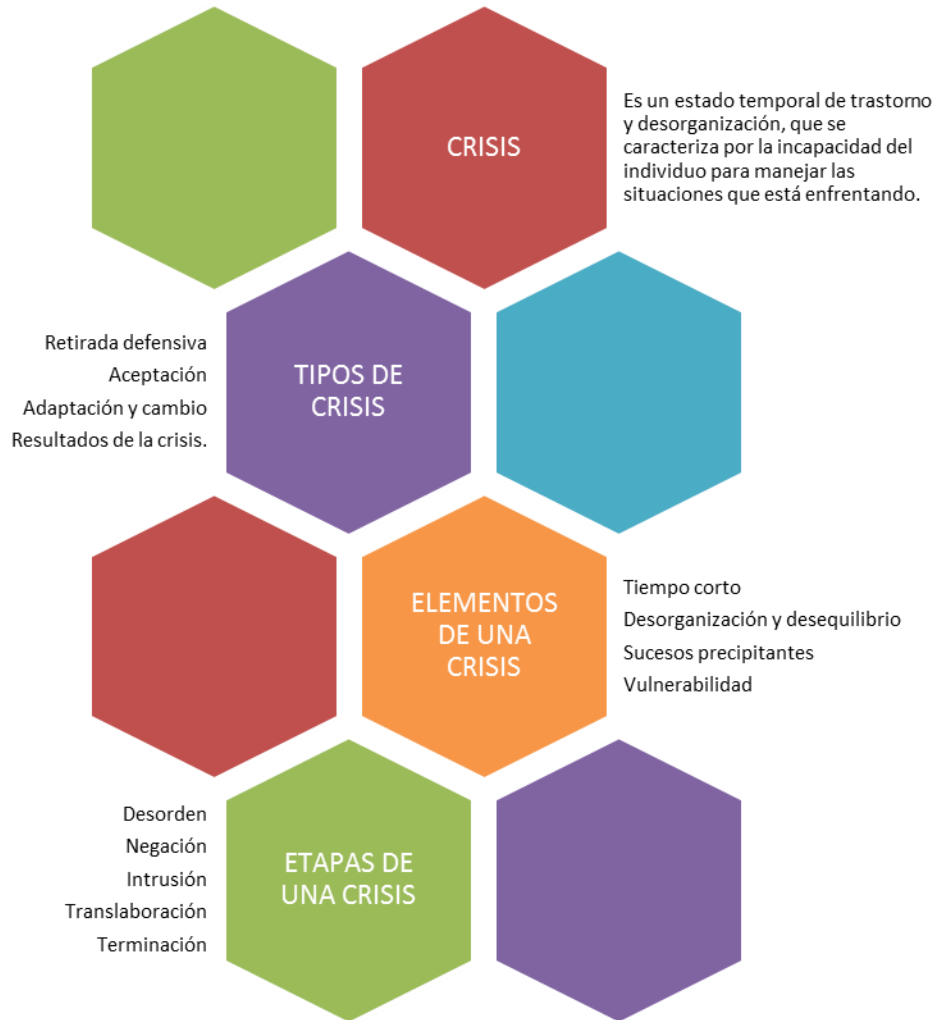 CRISIS
Es un estado temporal de trastorno
y desorganización, que se
caracteriza por la incapacidad del
individuo para manejar las
situaciones que está enfrentando.
TIPOS DE
CRISIS
Retirada defensiva
Aceptación
Adaptación y cambio
Resultados de la crisis.
ELEMENTOS
DE UNA
CRISIS
Tiempo corto
Desorganización y desequilibrio
Sucesos precipitantes
Vulnerabilidad
ETAPAS DE
UNA CRISIS
Desorden
Negación
Intrusión
Translaboración
Terminación